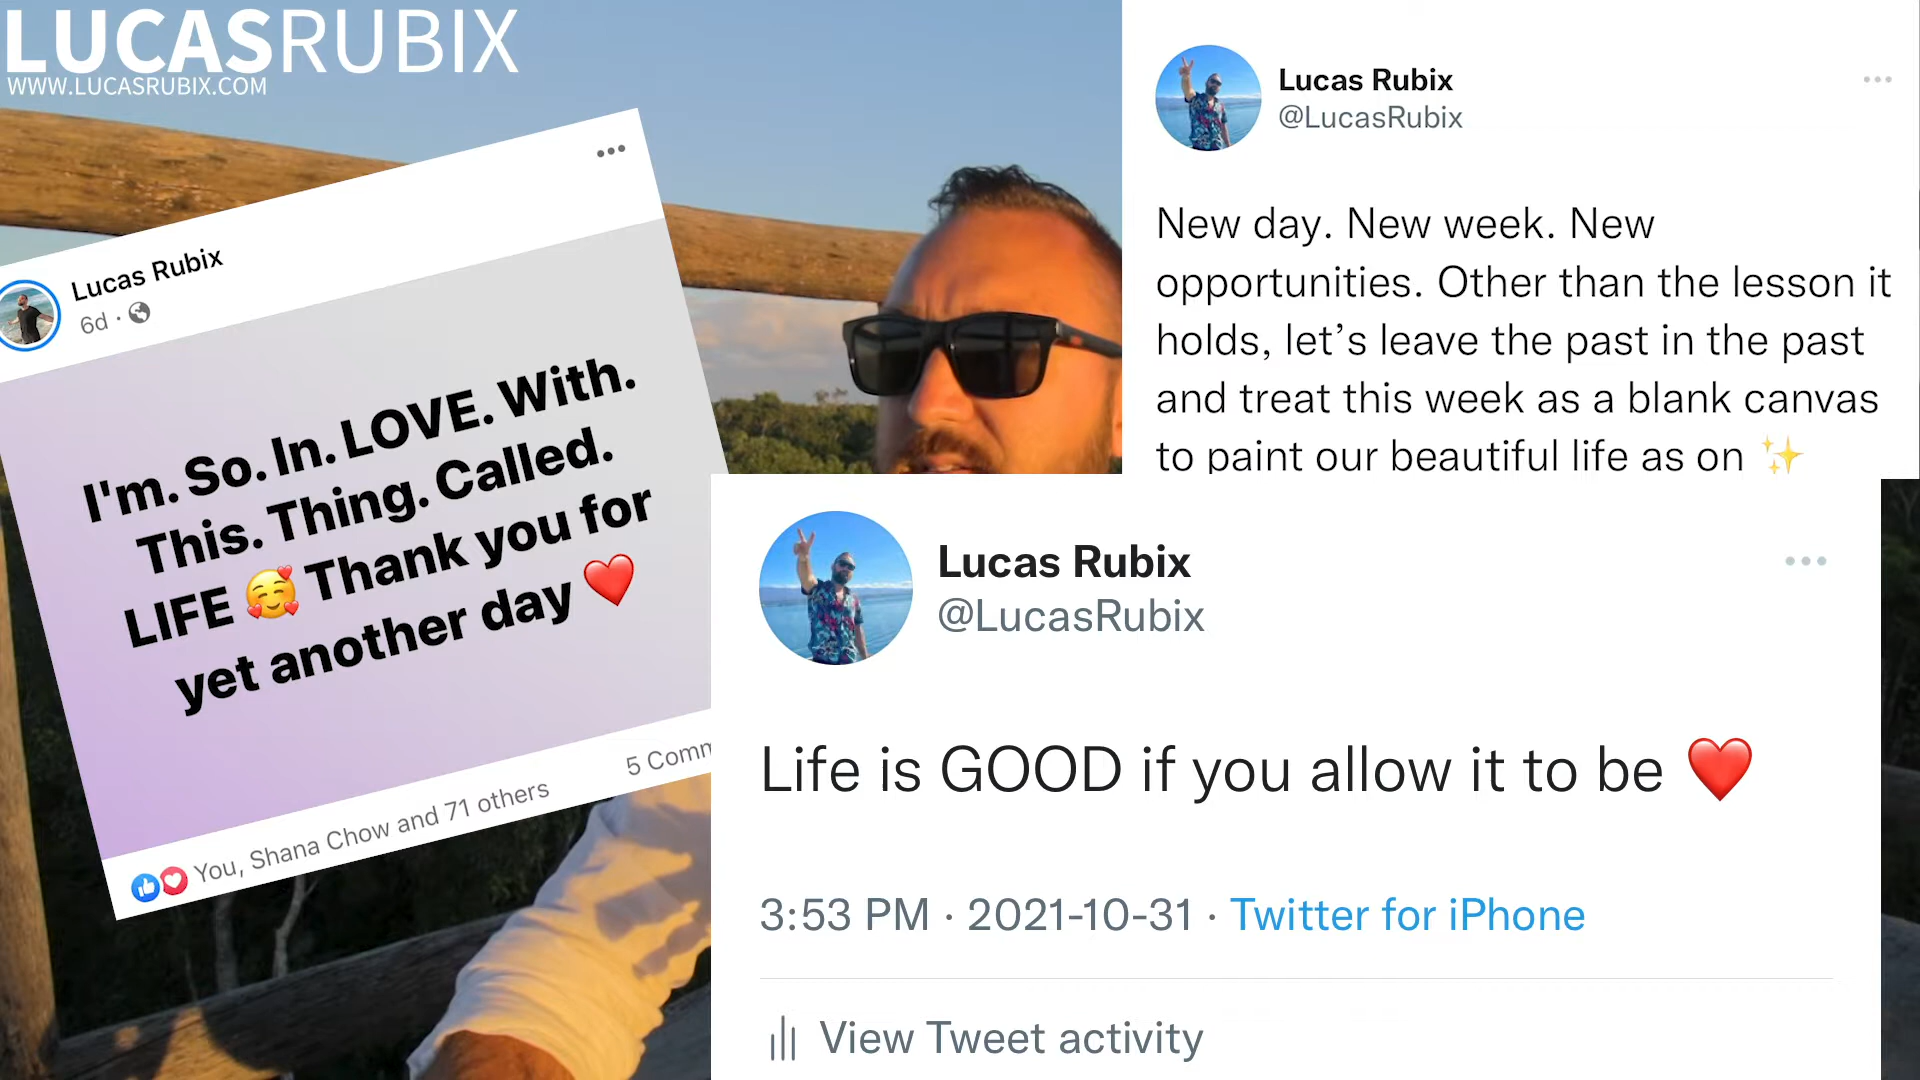 LUCASRUBIX
WWW.LUCASRUBIX.COM
Lucas Rubix
6d ·
I'm. So. In. LOVE. With.
This. Thing. Called.
LIFE 🥰 Thank you for
yet another day ❤️
5 Comm
You, Shana Chow and 71 others
Lucas Rubix
@LucasRubix
New day. New week. New
opportunities. Other than the lesson it
holds, let’s leave the past in the past
and treat this week as a blank canvas
to paint our beautiful life as on ✨
Lucas Rubix
@LucasRubix
Life is GOOD if you allow it to be ❤️
3:53 PM · 2021-10-31 · Twitter for iPhone
View Tweet activity